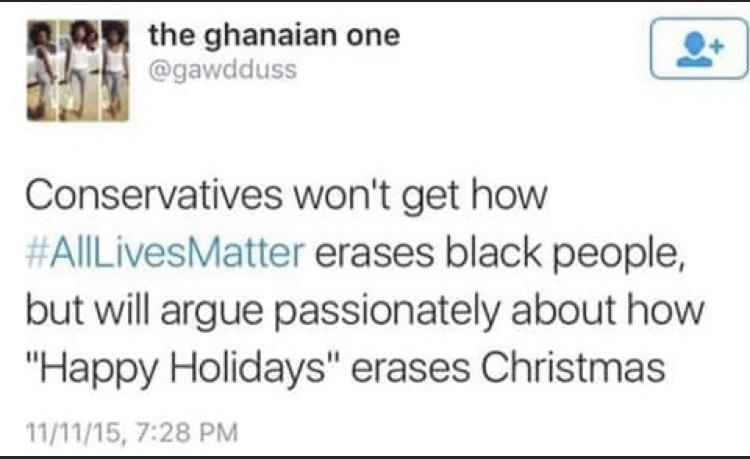 the ghanaian one
@gawdduss
Conservatives won't get how
#AllLivesMatter erases black people,
but will argue passionately about how
"Happy Holidays" erases Christmas
11/11/15, 7:28 PM